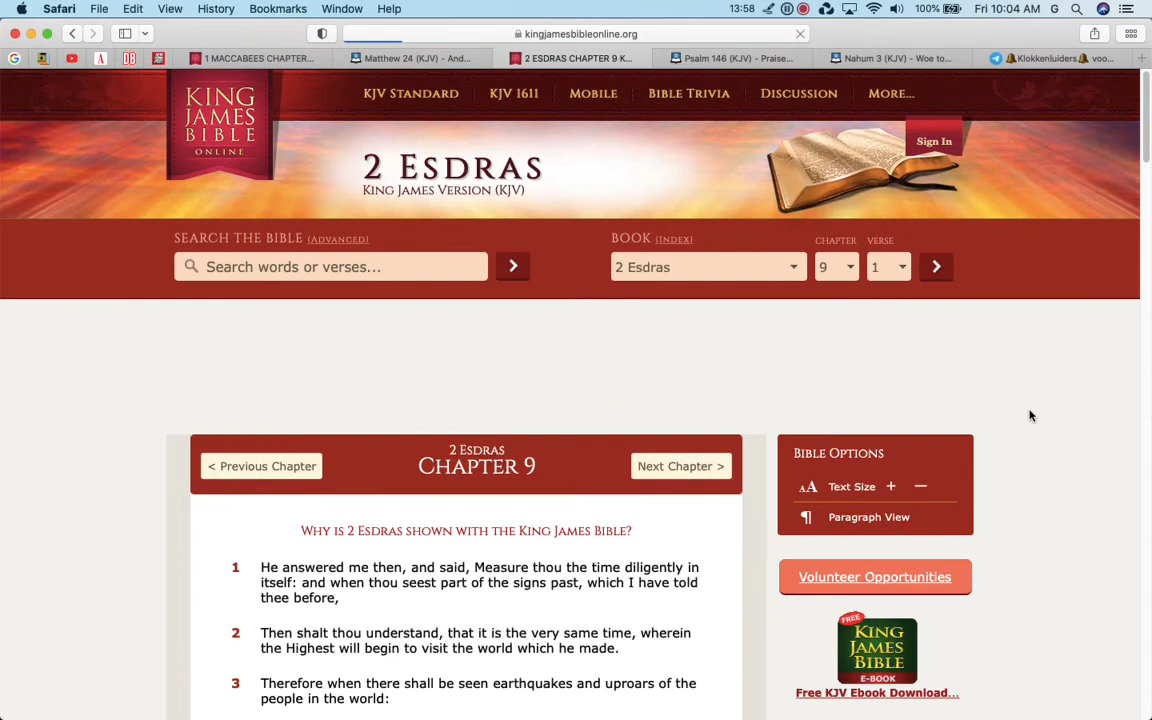 Safari File Edit View History Bookmarks Window Help 13:58 100% Fri 10:04 AM G
kingjamesbibleonline.org
1 MACCABEES CHAPTER... Matthew 24 (KJV) - And... 2 ESDRAS CHAPTER 9 K... Psalm 146 (KJV) - Praise... Nahum 3 (KJV) - Woe to... Klokkenluiders voo...
KING JAMES BIBLE ONLINE
KJV STANDARD KJV 1611 MOBILE BIBLE TRIVIA DISCUSSION MORE...
Sign In
2 ESDRAS
KING JAMES VERSION (KJV)
SEARCH THE BIBLE (ADVANCED) BOOK (INDEX) CHAPTER VERSE
Search words or verses... 2 Esdras 9 1
2 ESDRAS
< Previous Chapter CHAPTER 9 Next Chapter >
BIBLE OPTIONS
AA Text Size + —
¶ Paragraph View
WHY IS 2 ESDRAS SHOWN WITH THE KING JAMES BIBLE?
1 He answered me then, and said, Measure thou the time diligently in
itself: and when thou seest part of the signs past, which I have told
thee before,
2 Then shalt thou understand, that it is the very same time, wherein
the Highest will begin to visit the world which he made.
3 Therefore when there shall be seen earthquakes and uproars of the
people in the world:
Volunteer Opportunities
FREE
KING
JAMES
BIBLE
E-BOOK
Free KJV Ebook Download...